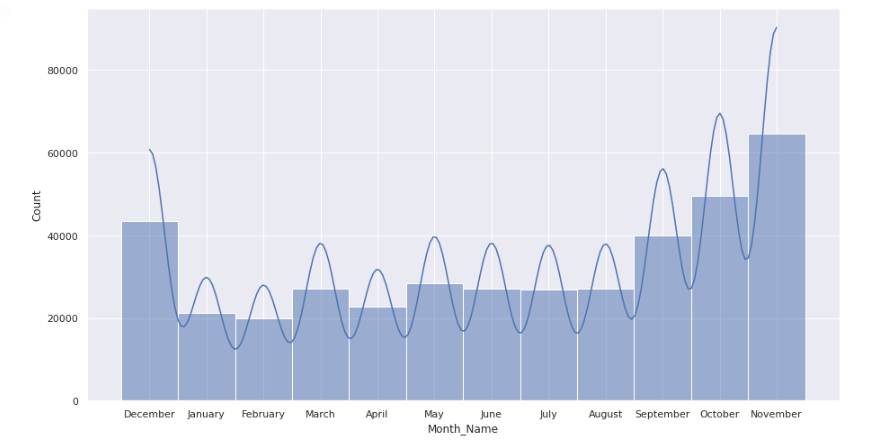 80000
60000
Count
40000
20000
0
December January February March April May June July August September October November
Month_Name